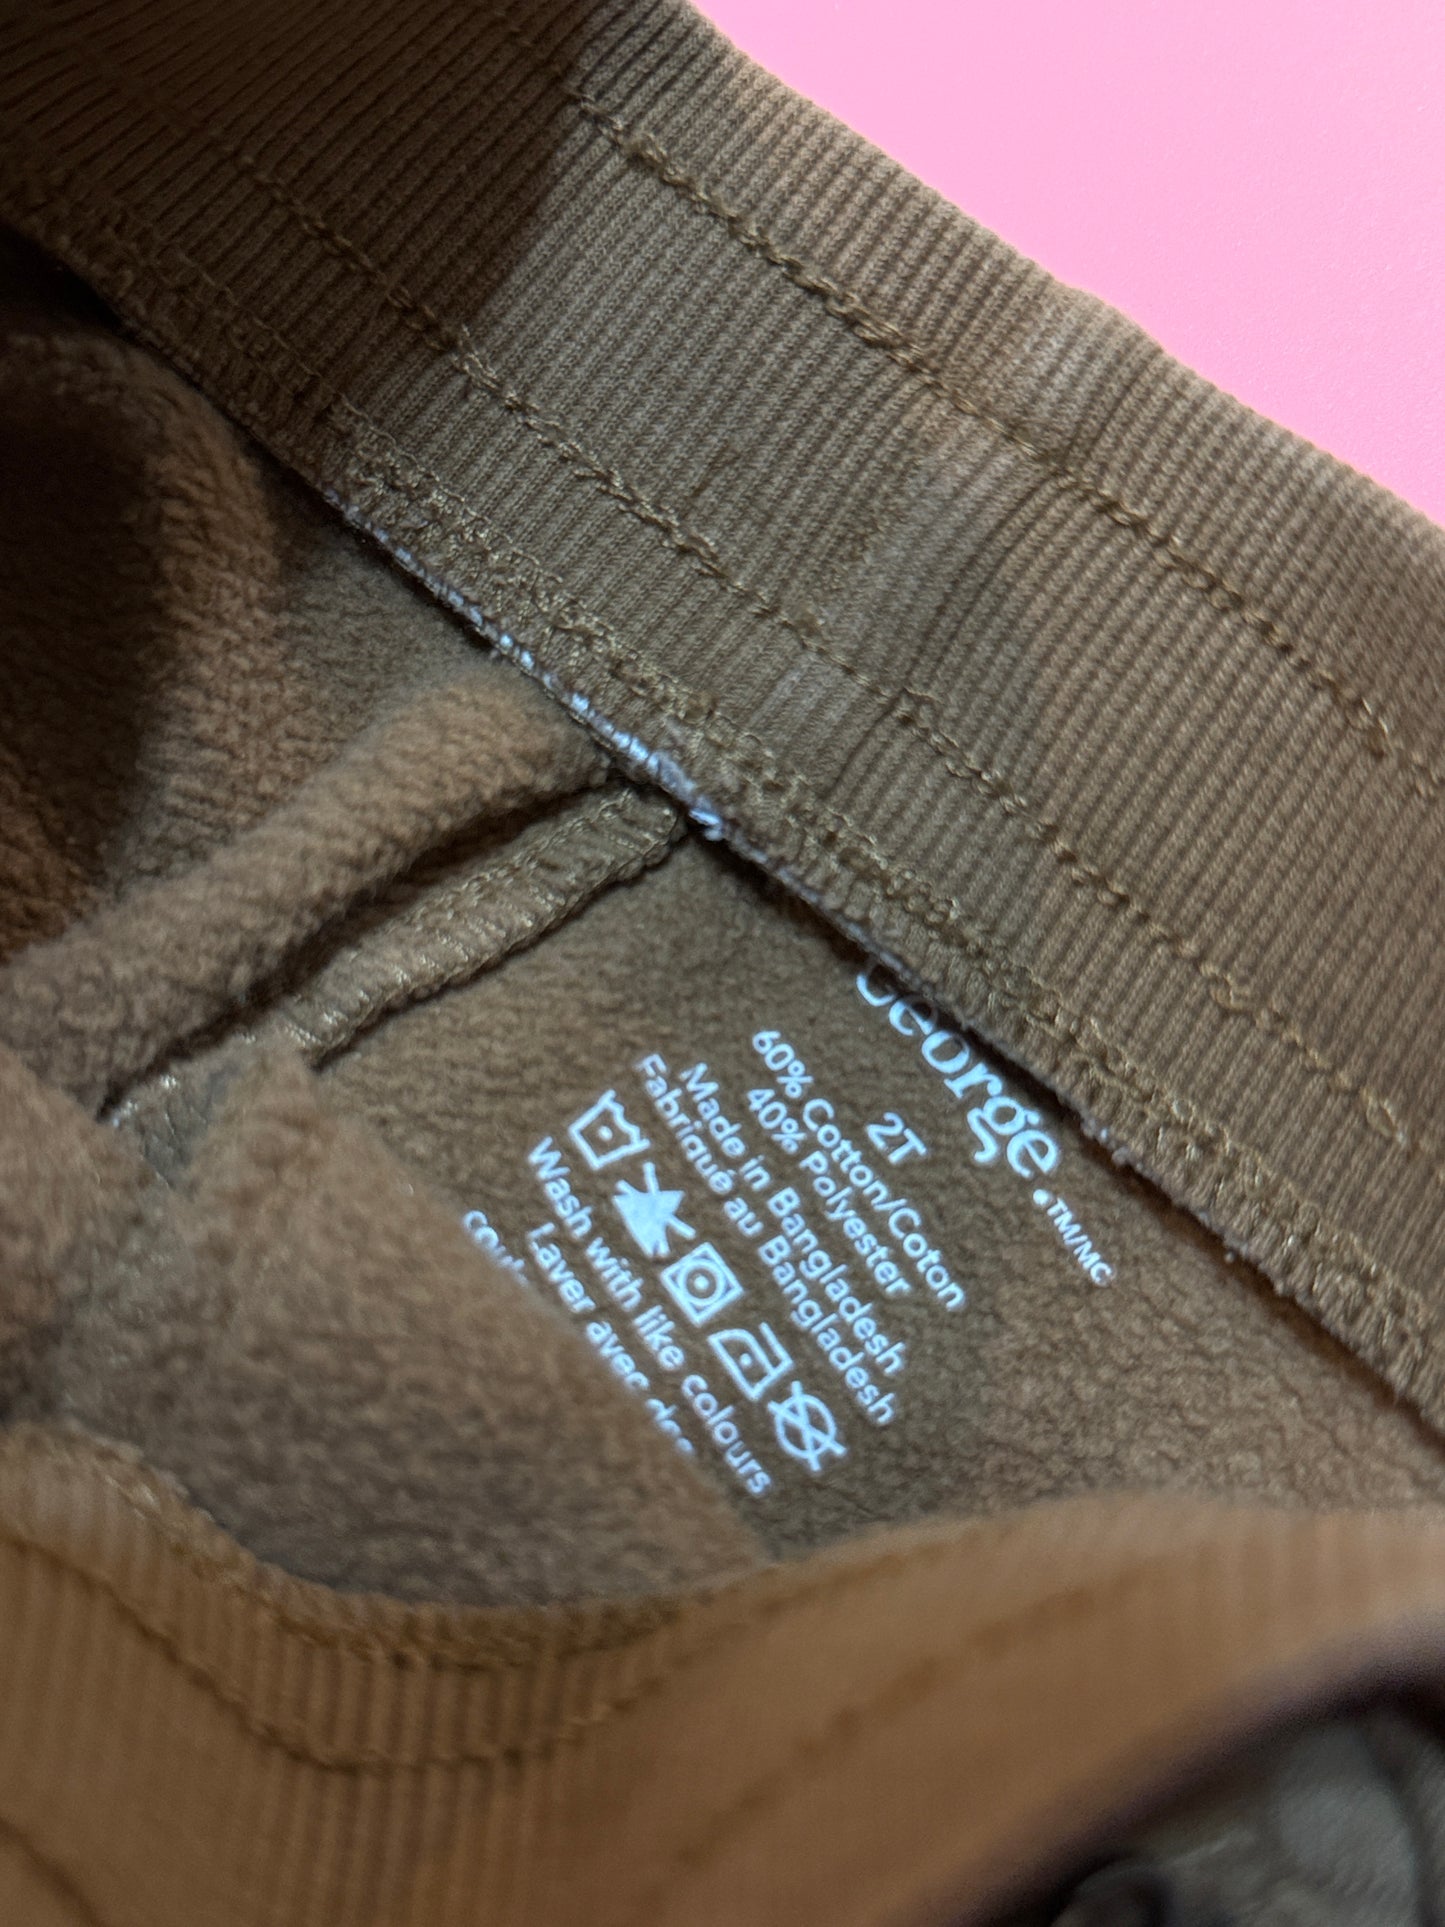 George.™/MC
2T
60% Cotton/Coton
40% Polyester
Made in Bangladesh
Fabriqué au Bangladesh
Wash with like colours
Laver avec des